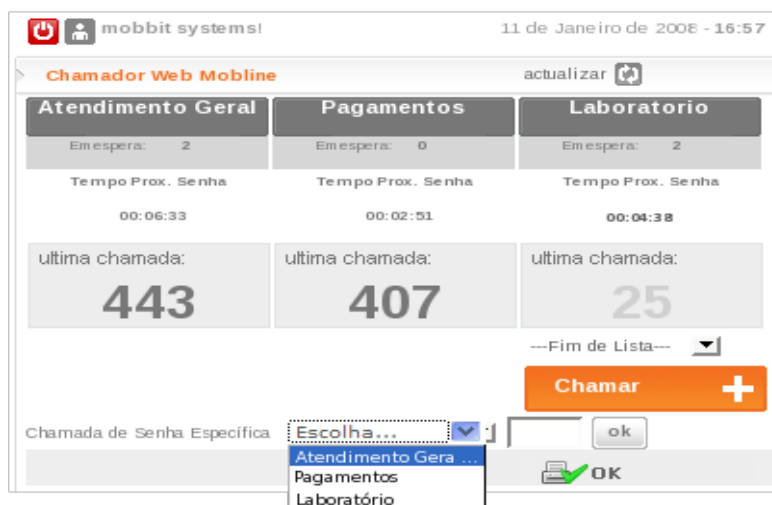 mobbit systems! 11 de Janeiro de 2008 - 16:57
Chamador Web Mobline actualizar
Atendimento Geral Pagamentos Laboratorio
Em espera: 2 Em espera: 0 Em espera: 2
Tempo Prox. Senha Tempo Prox. Senha Tempo Prox. Senha
00:06:33 00:02:51 00:04:38
ultima chamada: ultima chamada: ultima chamada:
443 407 25
---Fim de Lista---
Chamar
Chamada de Senha Específica Escolha... ok
Atendimento Gera ...
Pagamentos OK
Laboratório